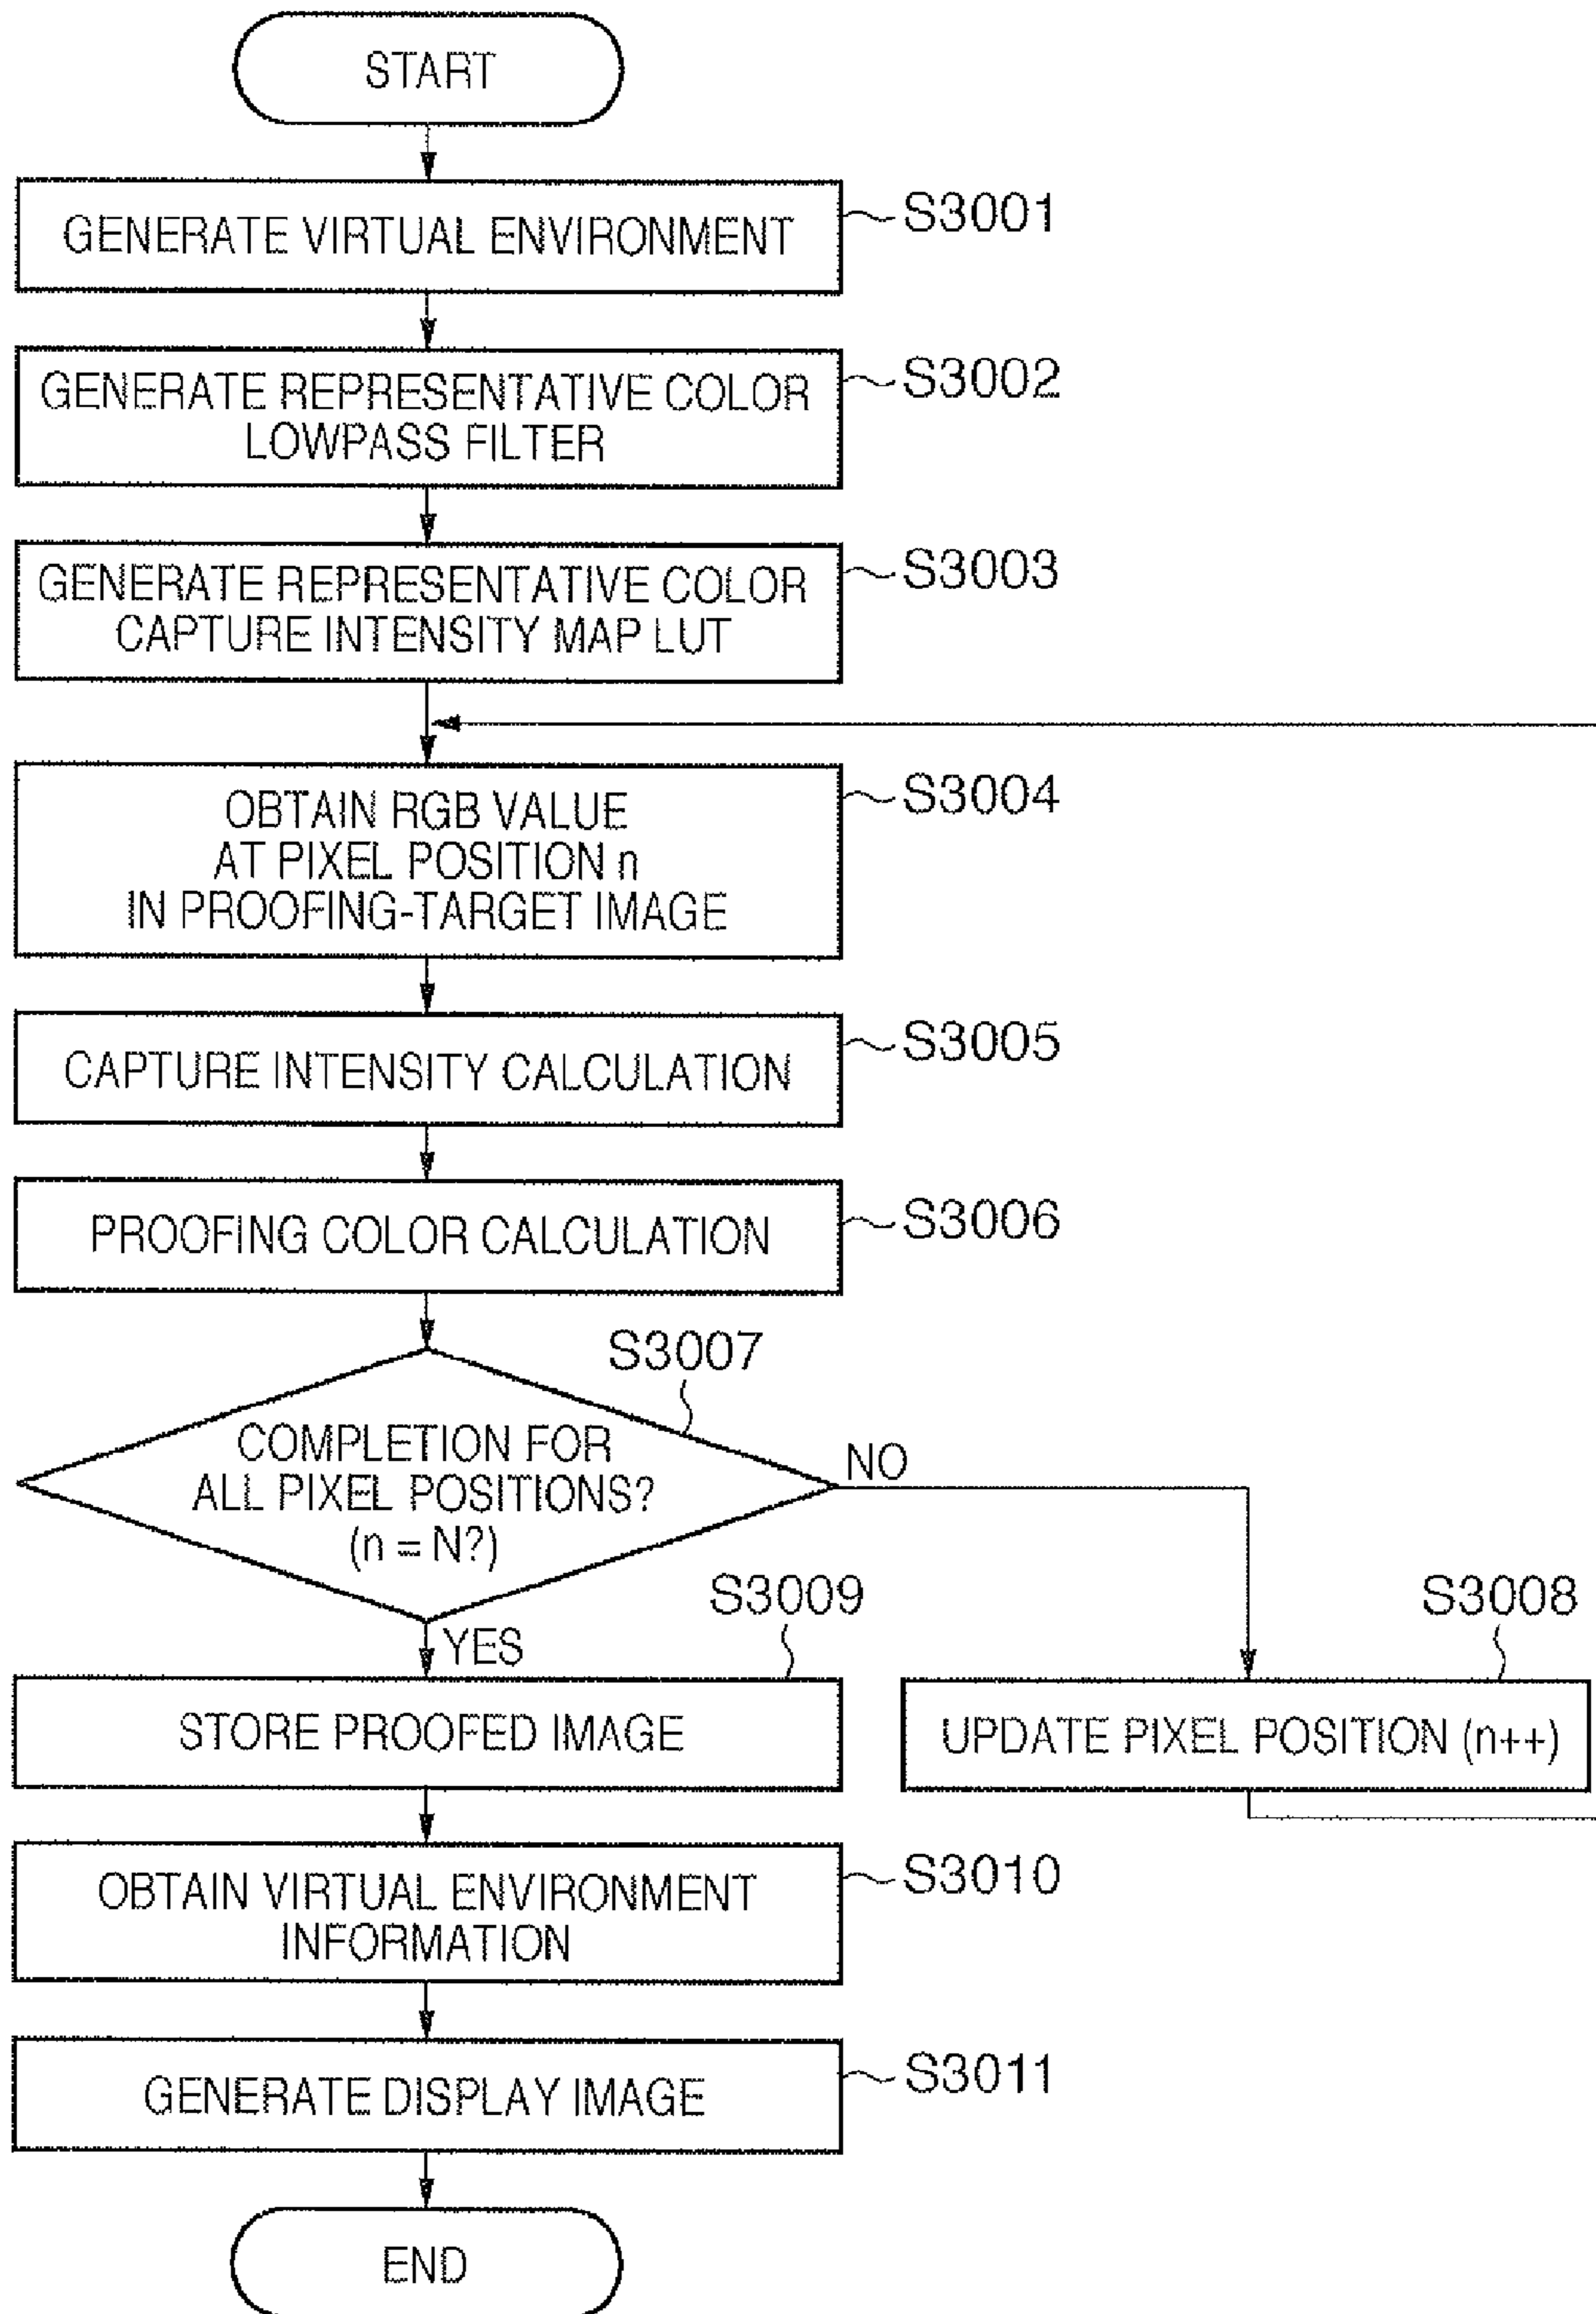 START
GENERATE VIRTUAL ENVIRONMENT
S3001
GENERATE REPRESENTATIVE COLOR
LOWPASS FILTER
S3002
GENERATE REPRESENTATIVE COLOR
CAPTURE INTENSITY MAP LUT
S3003
OBTAIN RGB VALUE
AT PIXEL POSITION n
IN PROOFING-TARGET IMAGE
S3004
CAPTURE INTENSITY CALCULATION
S3005
PROOFING COLOR CALCULATION
S3006
S3007
COMPLETION FOR
ALL PIXEL POSITIONS?
(n = N?)
NO
YES
S3009
STORE PROOFED IMAGE
S3008
UPDATE PIXEL POSITION (n++)
OBTAIN VIRTUAL ENVIRONMENT
INFORMATION
S3010
GENERATE DISPLAY IMAGE
S3011
END